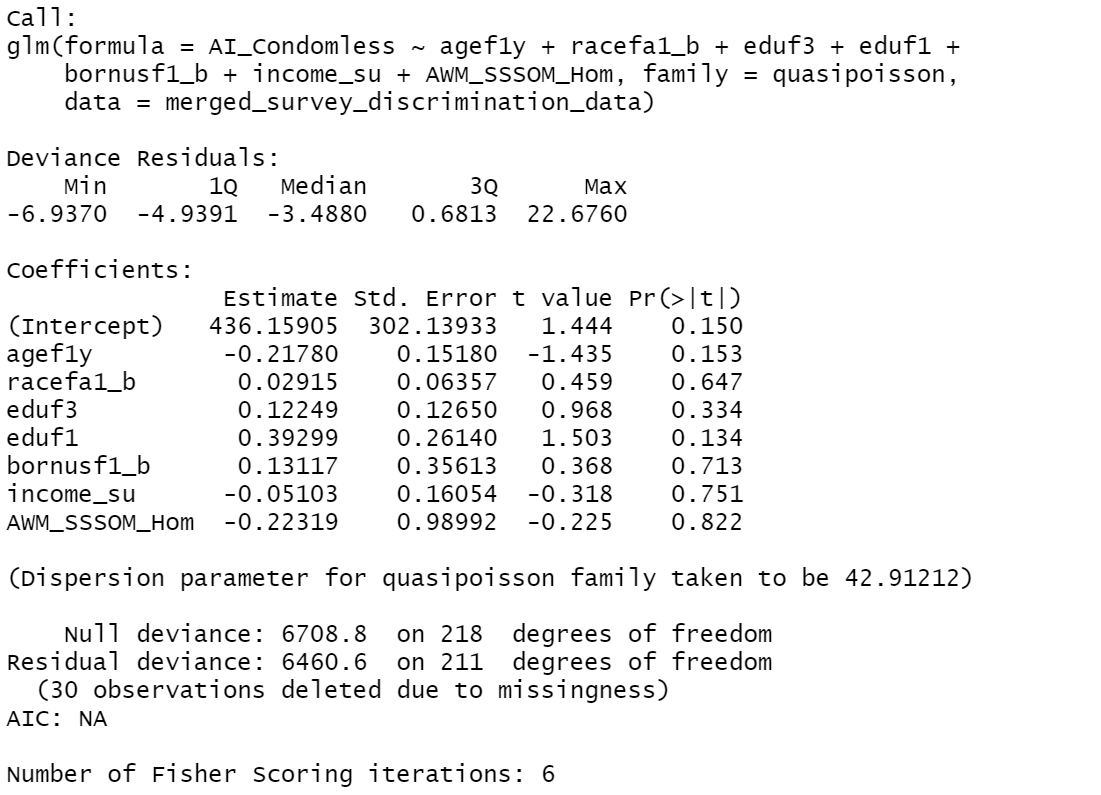 Call:
glm(formula = AI_Condomless ~ agef1y + racefa1_b + eduf3 + eduf1 +
    bornusf1_b + income_su + AWM_SSSOM_Hom, family = quasipoisson,
    data = merged_survey_discrimination_data)

Deviance Residuals:
    Min       1Q   Median       3Q      Max
-6.9370  -4.9391  -3.4880   0.6813  22.6760

Coefficients:
               Estimate Std. Error t value Pr(>|t|)
(Intercept)   436.15905  302.13933   1.444    0.150
agef1y         -0.21780    0.15180  -1.435    0.153
racefa1_b       0.02915    0.06357   0.459    0.647
eduf3           0.12249    0.12650   0.968    0.334
eduf1           0.39299    0.26140   1.503    0.134
bornusf1_b      0.13117    0.35613   0.368    0.713
income_su      -0.05103    0.16054  -0.318    0.751
AWM_SSSOM_Hom  -0.22319    0.98992  -0.225    0.822

(Dispersion parameter for quasipoisson family taken to be 42.91212)

    Null deviance: 6708.8  on 218  degrees of freedom
Residual deviance: 6460.6  on 211  degrees of freedom
  (30 observations deleted due to missingness)
AIC: NA

Number of Fisher Scoring iterations: 6